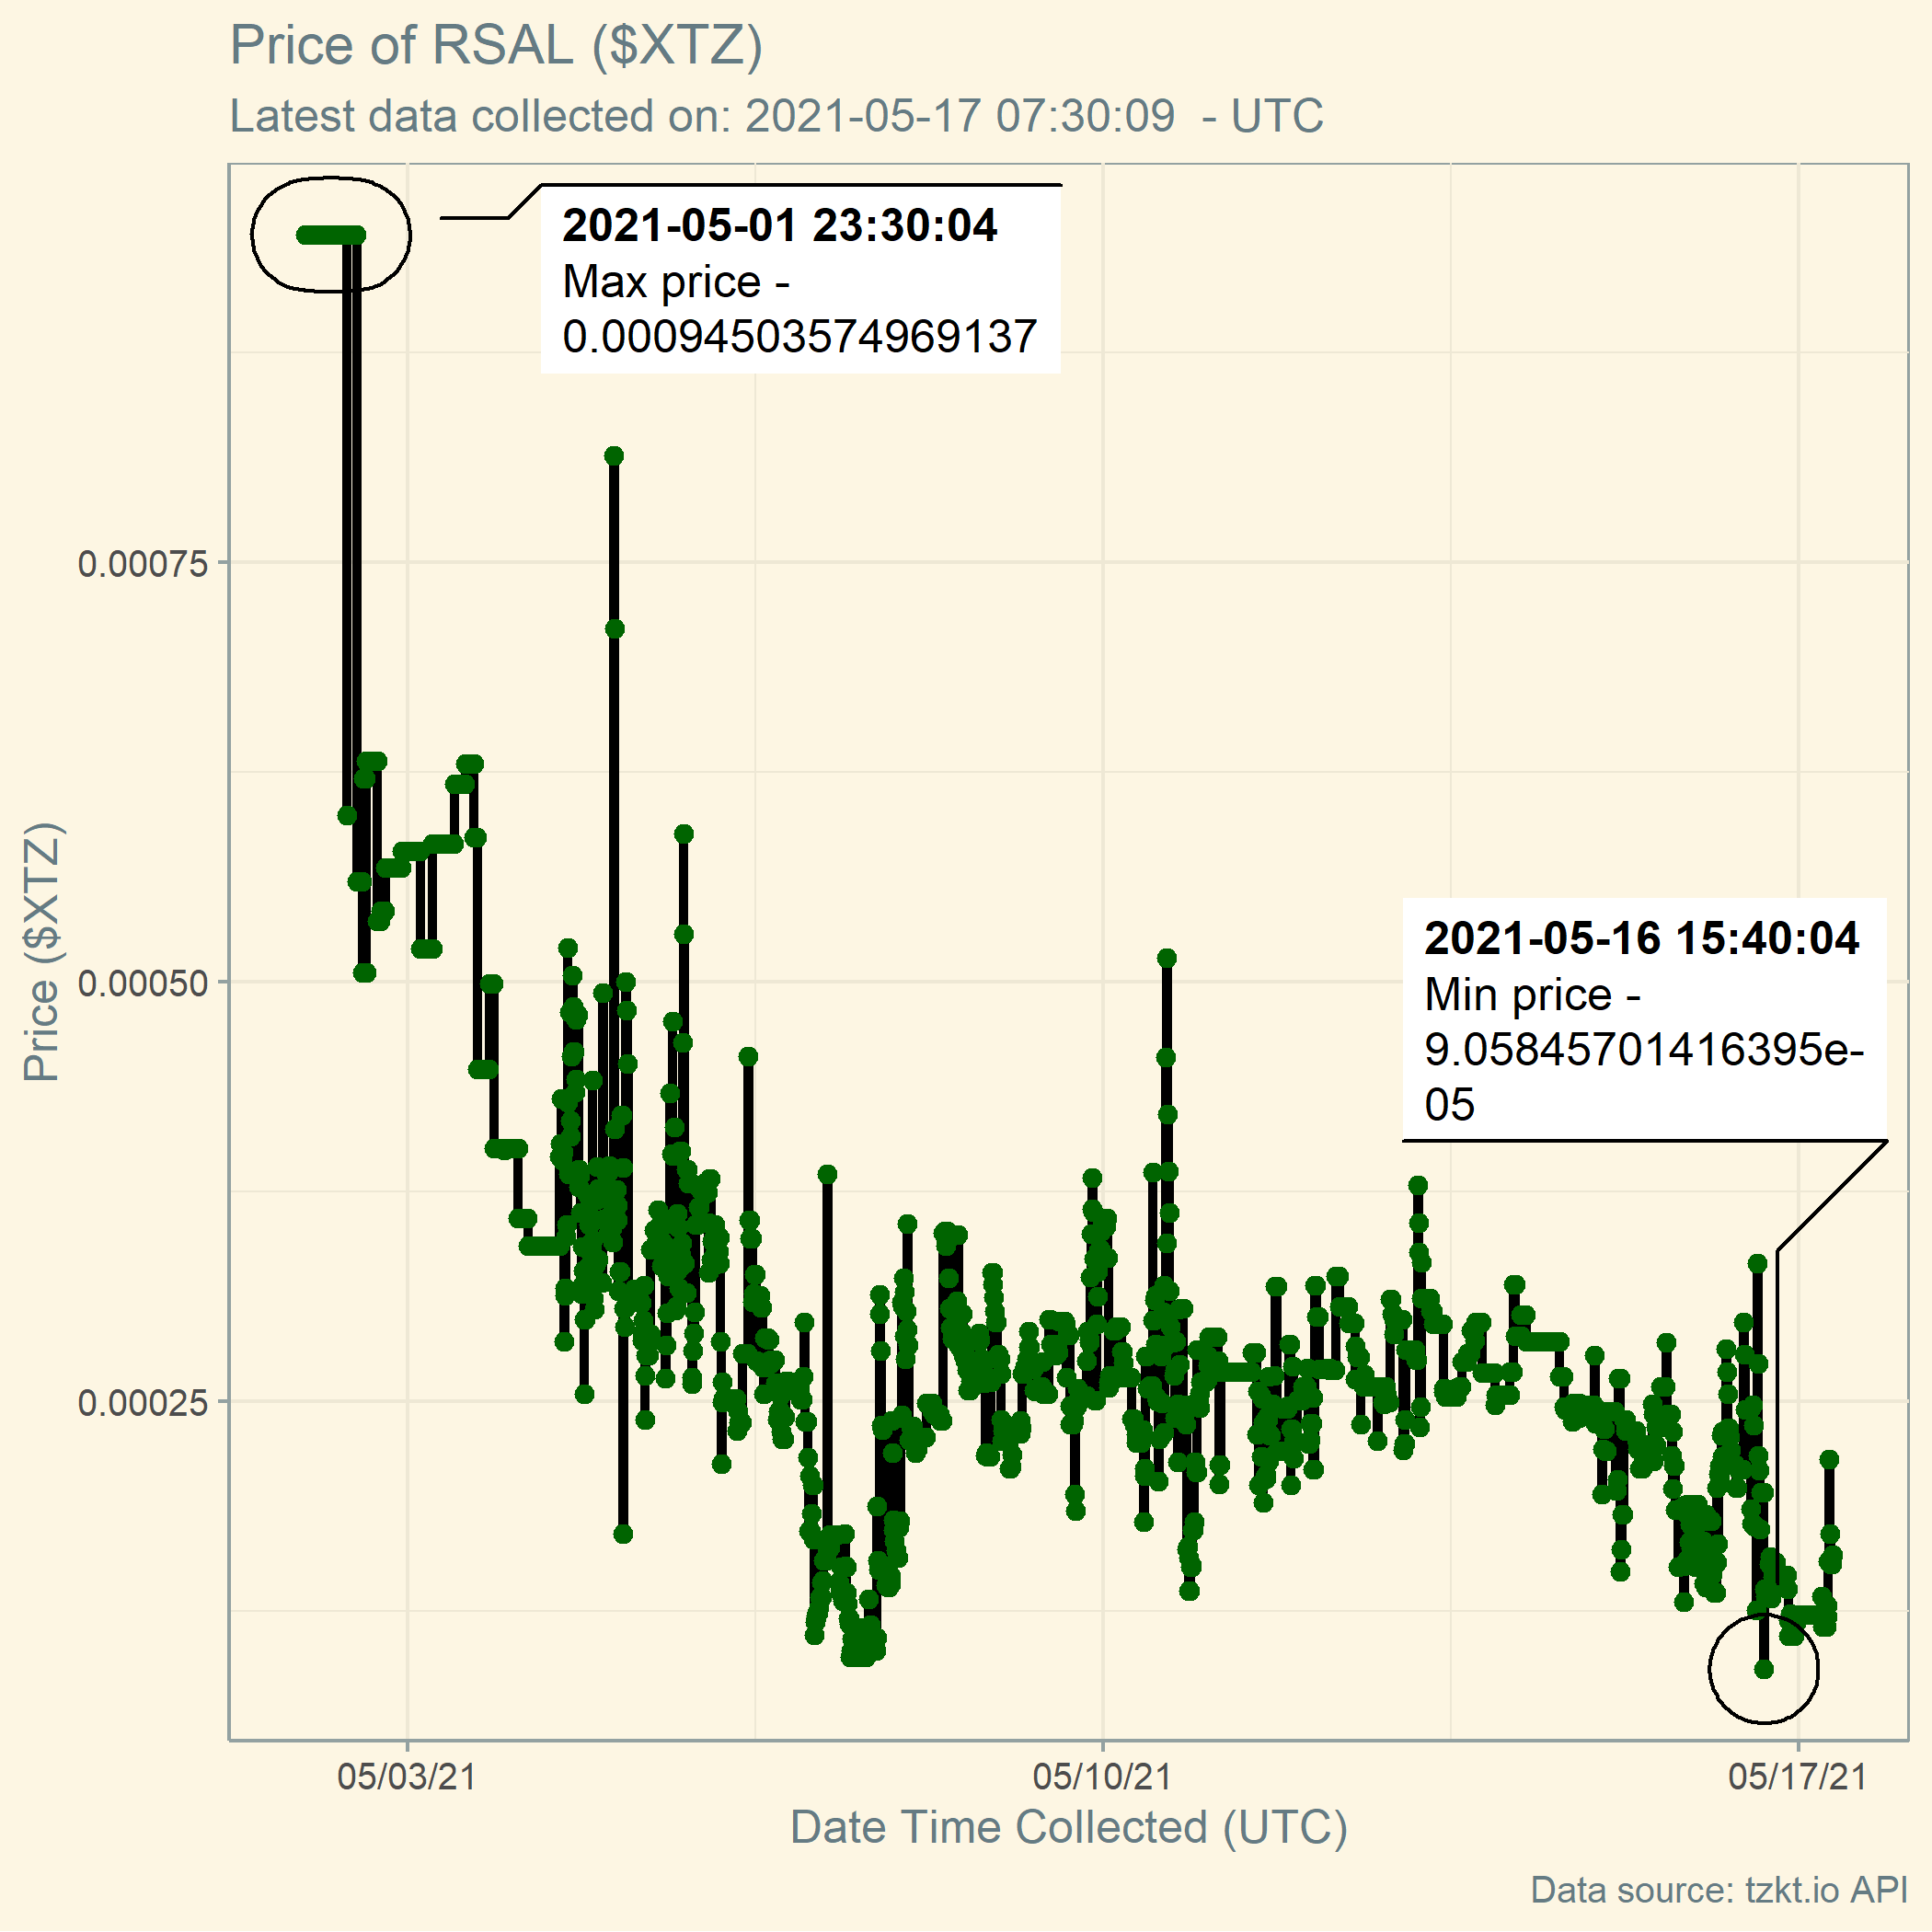 Price of RSAL ($XTZ)
Latest data collected on: 2021-05-17 07:30:09  - UTC
2021-05-01 23:30:04
Max price -
0.00094503574969137
0.00075
0.00050
0.00025
Price ($XTZ)
2021-05-16 15:40:04
Min price -
9.05845701416395e-
05
05/03/21
05/10/21
05/17/21
Date Time Collected (UTC)
Data source: tzkt.io API